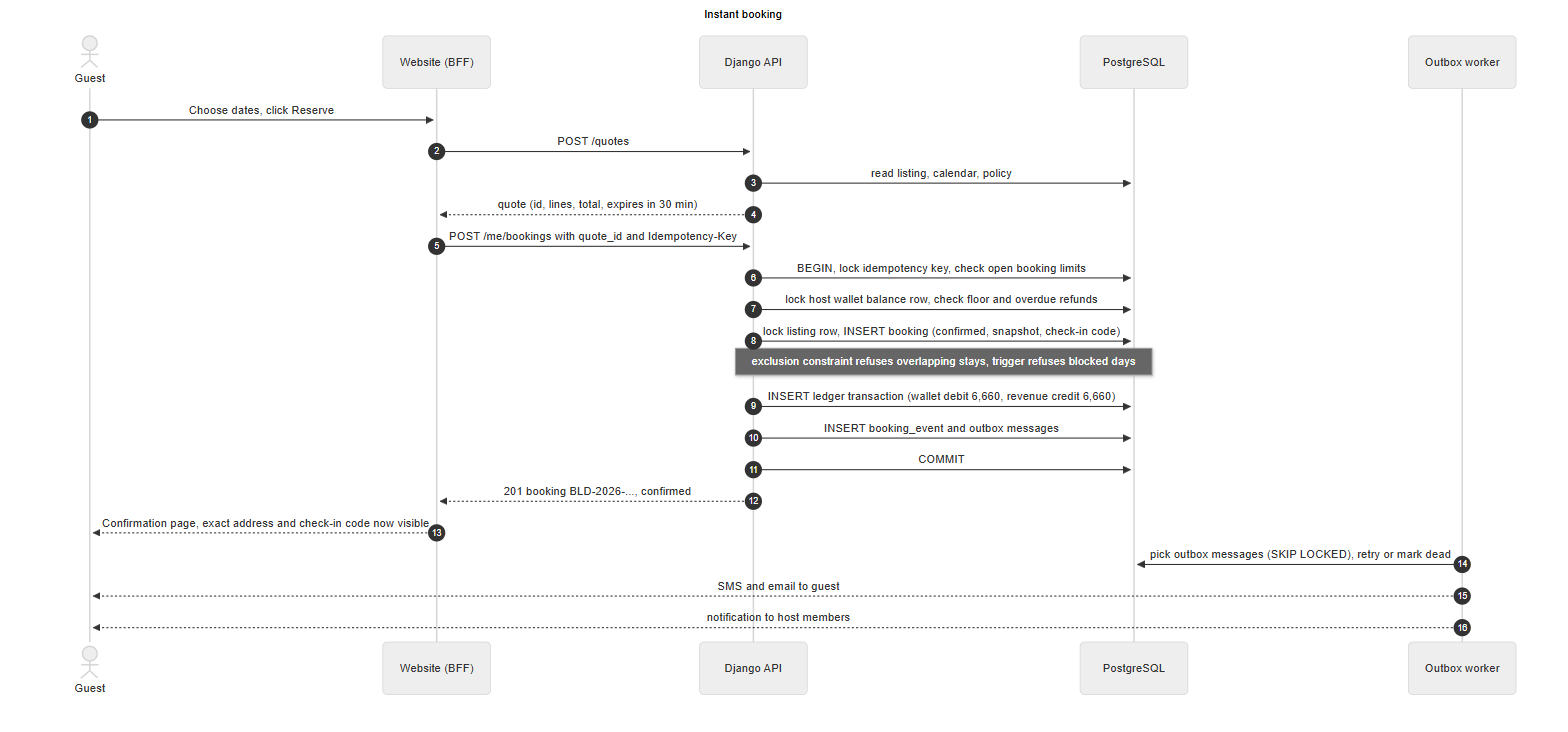 Instant booking
Guest
Website (BFF)
Django API
PostgreSQL
Outbox worker
1
Choose dates, click Reserve
2
POST /quotes
3
read listing, calendar, policy
quote (id, lines, total, expires in 30 min)
4
5
POST /me/bookings with quote_id and Idempotency-Key
6
BEGIN, lock idempotency key, check open booking limits
7
lock host wallet balance row, check floor and overdue refunds
8
lock listing row, INSERT booking (confirmed, snapshot, check-in code)
exclusion constraint refuses overlapping stays, trigger refuses blocked days
9
INSERT ledger transaction (wallet debit 6,660, revenue credit 6,660)
10
INSERT booking_event and outbox messages
11
COMMIT
201 booking BLD-2026-..., confirmed
12
Confirmation page, exact address and check-in code now visible
13
pick outbox messages (SKIP LOCKED), retry or mark dead
14
SMS and email to guest
15
notification to host members
16
Guest
Website (BFF)
Django API
PostgreSQL
Outbox worker